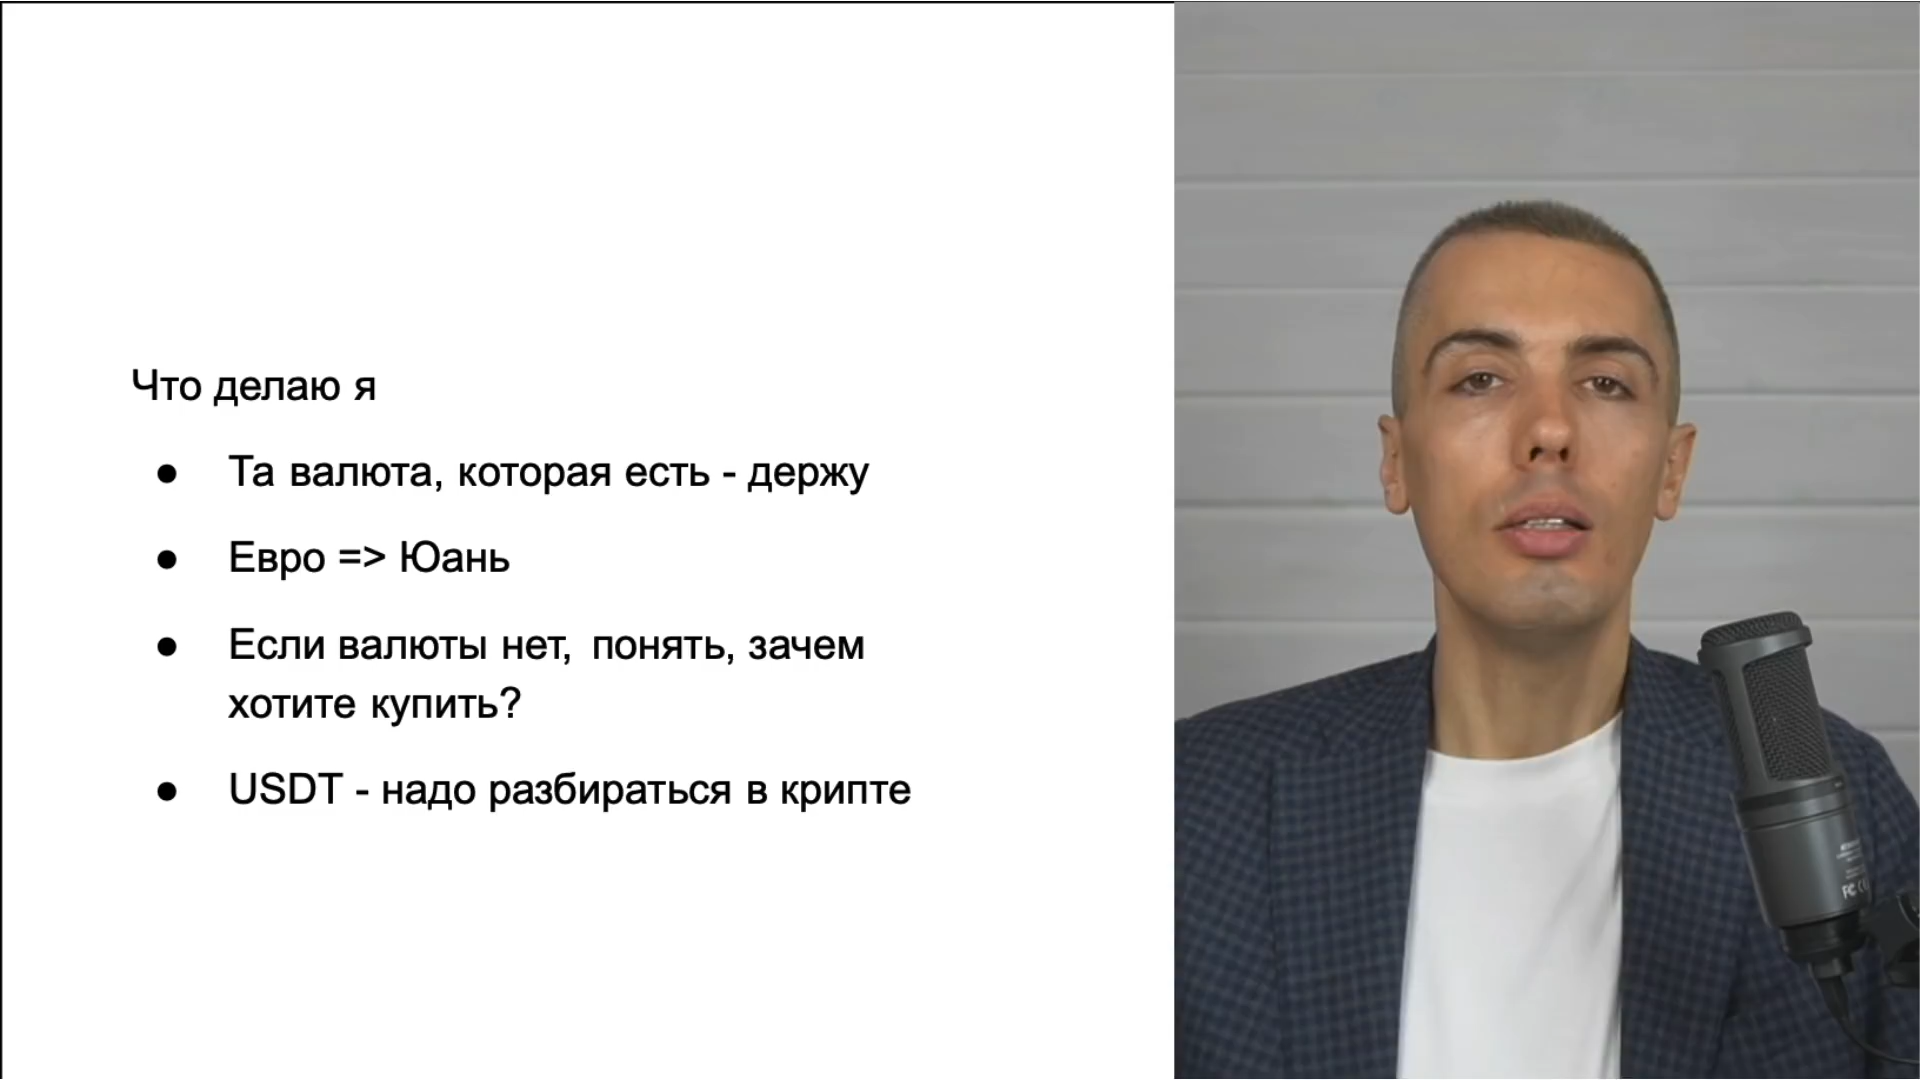 Что делаю я
● Та валюта, которая есть - держу
● Евро => Юань
● Если валюты нет, понять, зачем
хотите купить?
● USDT - надо разбираться в крипте
FC